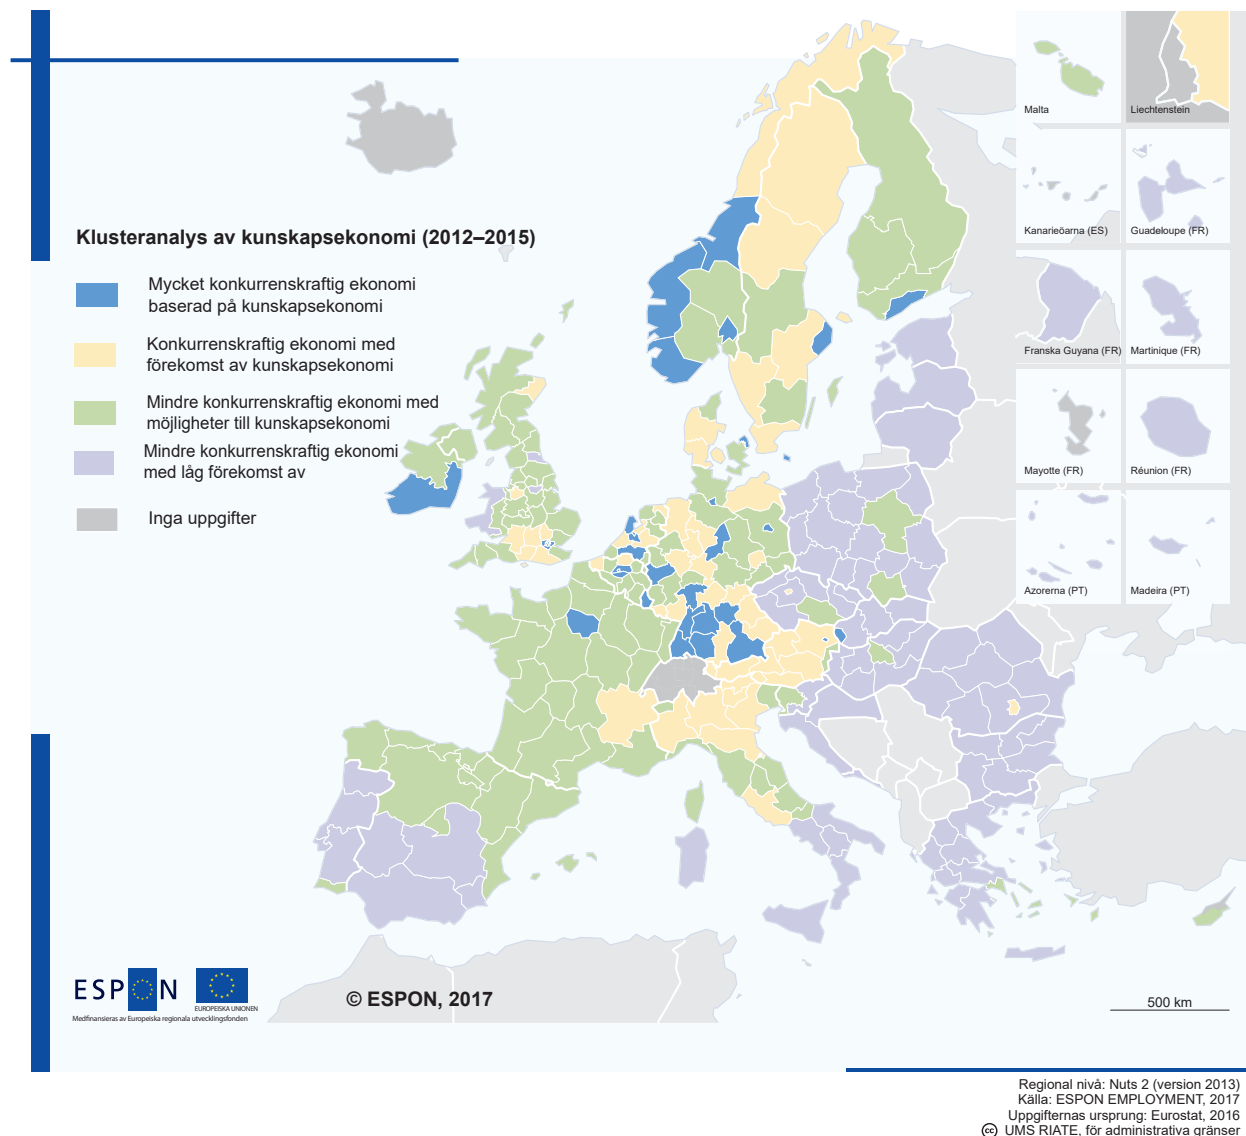 Klusteranalys av kunskapsekonomi (2012–2015)
Mycket konkurrenskraftig ekonomi
baserad på kunskapsekonomi
Konkurrenskraftig ekonomi med
förekomst av kunskapsekonomi
Mindre konkurrenskraftig ekonomi med
möjligheter till kunskapsekonomi
Mindre konkurrenskraftig ekonomi
med låg förekomst av
Inga uppgifter
Malta
Liechtenstein
Kanarieöarna (ES)
Guadeloupe (FR)
Franska Guyana (FR)
Martinique (FR)
Mayotte (FR)
Réunion (FR)
Azorerna (PT)
Madeira (PT)
ESPON
EUROPEISKA UNIONEN
Medfinansieras av Europeiska regionala utvecklingsfonden
© ESPON, 2017
500 km
Regional nivå: Nuts 2 (version 2013)
Källa: ESPON EMPLOYMENT, 2017
Uppgifternas ursprung: Eurostat, 2016
(cc) UMS RIATE, för administrativa gränser